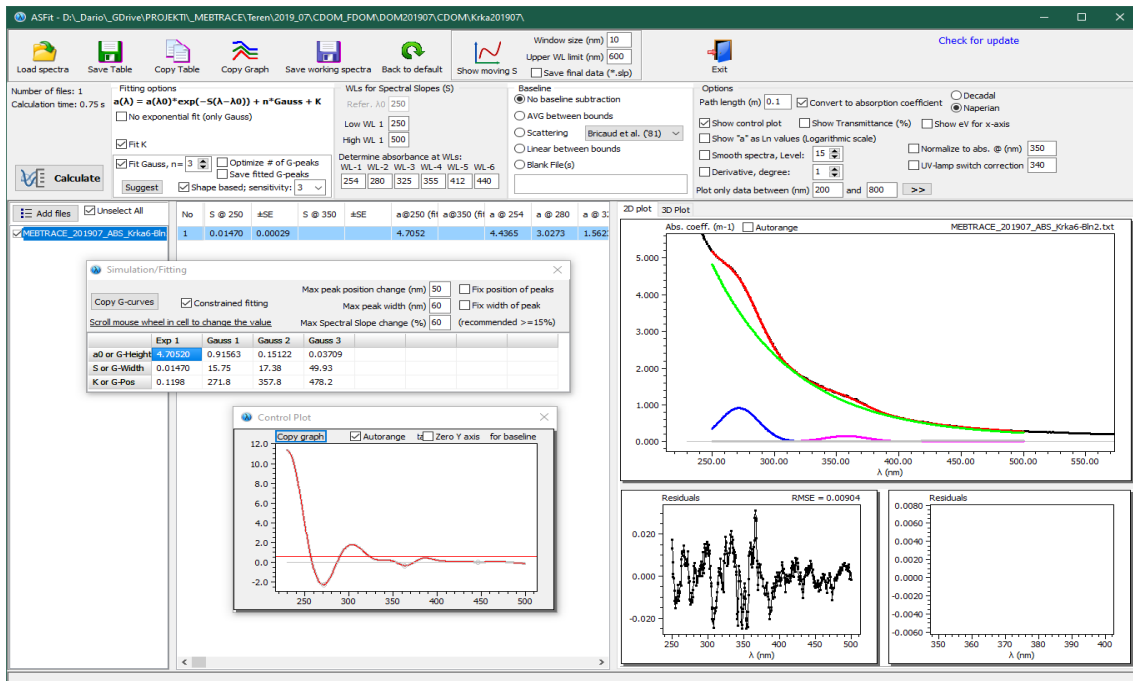 ASFit - D:\_Dario\_GDrive\PROJEKTI\_MEBTRACE\Teren\2019_07\CDOM_FDOM\DOM201907\CDOM\Krka201907\
Load spectra Save Table Copy Table Copy Graph Save working spectra Back to default Show moving S
Window size (nm) 10
Upper WL limit (nm) 600
Save final data (*.slp)
Exit
Check for update
Number of files: 1
Calculation time: 0.75 s
Calculate
Fitting options
a(λ) = a(λ0)*exp(−S(λ−λ0)) + n*Gauss + K
No exponential fit (only Gauss)
Fit K
Fit Gauss, n= 3 Optimize # of G-peaks
Save fitted G-peaks
Suggest Shape based; sensitivity: 3
WLs for Spectral Slopes (S)
Refer. λ0 250
Low WL 1 250
High WL 1 500
Determine absorbance at WLs:
WL-1 WL-2 WL-3 WL-4 WL-5 WL-6
254 280 325 355 412 440
Baseline
No baseline subtraction
AVG between bounds
Scattering Bricaud et al. ('81)
Linear between bounds
Blank File(s)
Options
Path length (m) 0.1 Convert to absorption coefficient Decadal
Naperian
Show control plot Show Transmittance (%) Show eV for x-axis
Show "a" as Ln values (Logarithmic scale)
Smooth spectra, Level: 15 Normalize to abs. @ (nm) 350
Derivative, degree: 1 UV-lamp switch correction 340
Plot only data between (nm) 200 and 800 >>
Add files Unselect All
MEBTRACE_201907_ABS_Krka6-Bln
No S @ 250 ±SE S @ 350 ±SE a@250 (fit a@350 (fit a @ 254 a @ 280 a @ 32
1 0.01470 0.00029 4.7052 4.4365 3.0273 1.562
Simulation/Fitting
Copy G-curves Constrained fitting
Scroll mouse wheel in cell to change the value
Max peak position change (nm) 50 Fix position of peaks
Max peak width (nm) 60 Fix width of peak
Max Spectral Slope change (%) 60 (recommended >=15%)
Exp 1 Gauss 1 Gauss 2 Gauss 3
a0 or G-Height 4.70520 0.91563 0.15122 0.03709
S or G-Width 0.01470 15.75 17.38 49.93
K or G-Pos 0.1198 271.8 357.8 478.2
Control Plot
Copy graph Autorange ta Zero Y axis for baseline
12.0
10.0
8.0
6.0
4.0
2.0
0.0
-2.0
250 300 350 400 450 500
2D plot 3D Plot
Abs. coeff. (m-1) Autorange MEBTRACE_201907_ABS_Krka6-Bln2.txt
5.000
4.000
3.000
2.000
1.000
0.000
250.00 300.00 350.00 400.00 450.00 500.00 550.00
λ (nm)
Residuals RMSE = 0.00904
0.020
0.000
-0.020
250 300 350 400 450 500
λ (nm)
Residuals
0.0080
0.0060
0.0040
0.0020
0.0000
-0.0020
-0.0040
-0.0060
350 360 370 380 390 400
λ (nm)